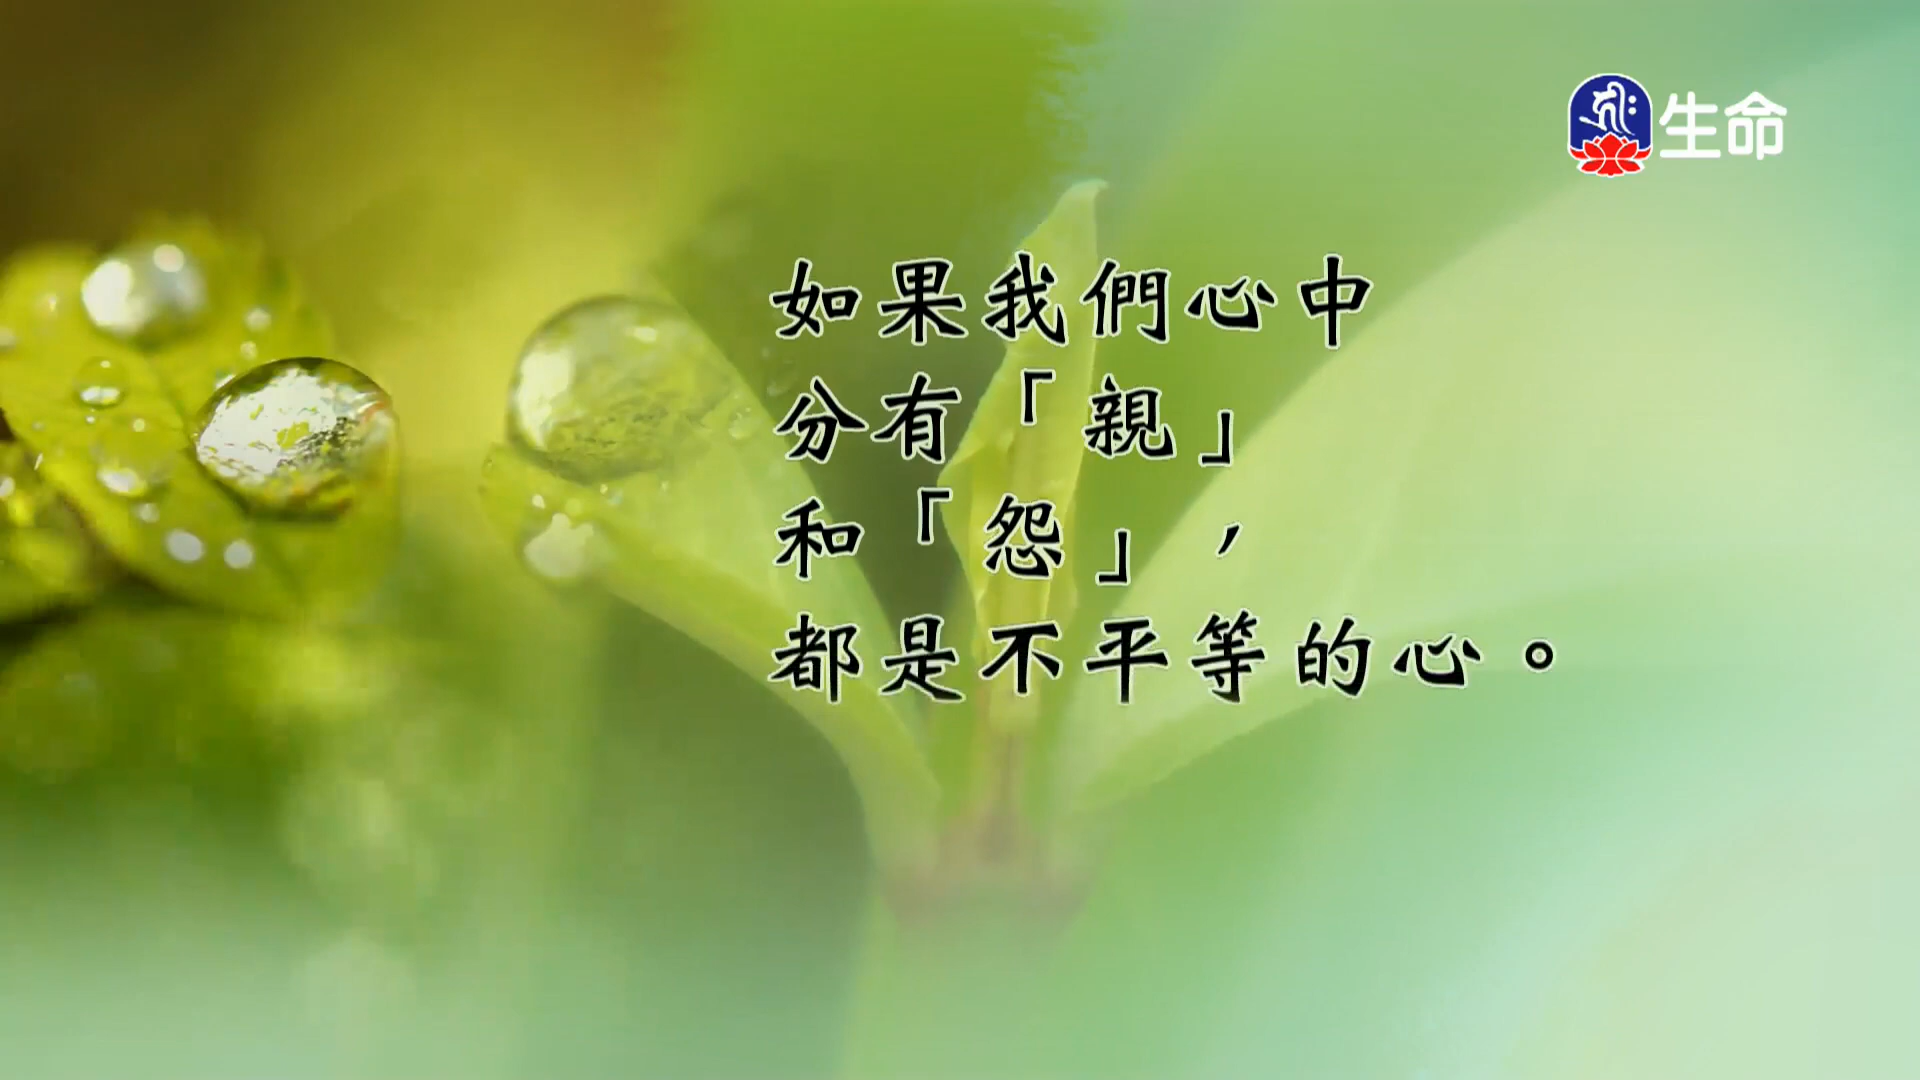 生命
如果我們心中
分有「親」
和「怨」，
都是不平等的心。